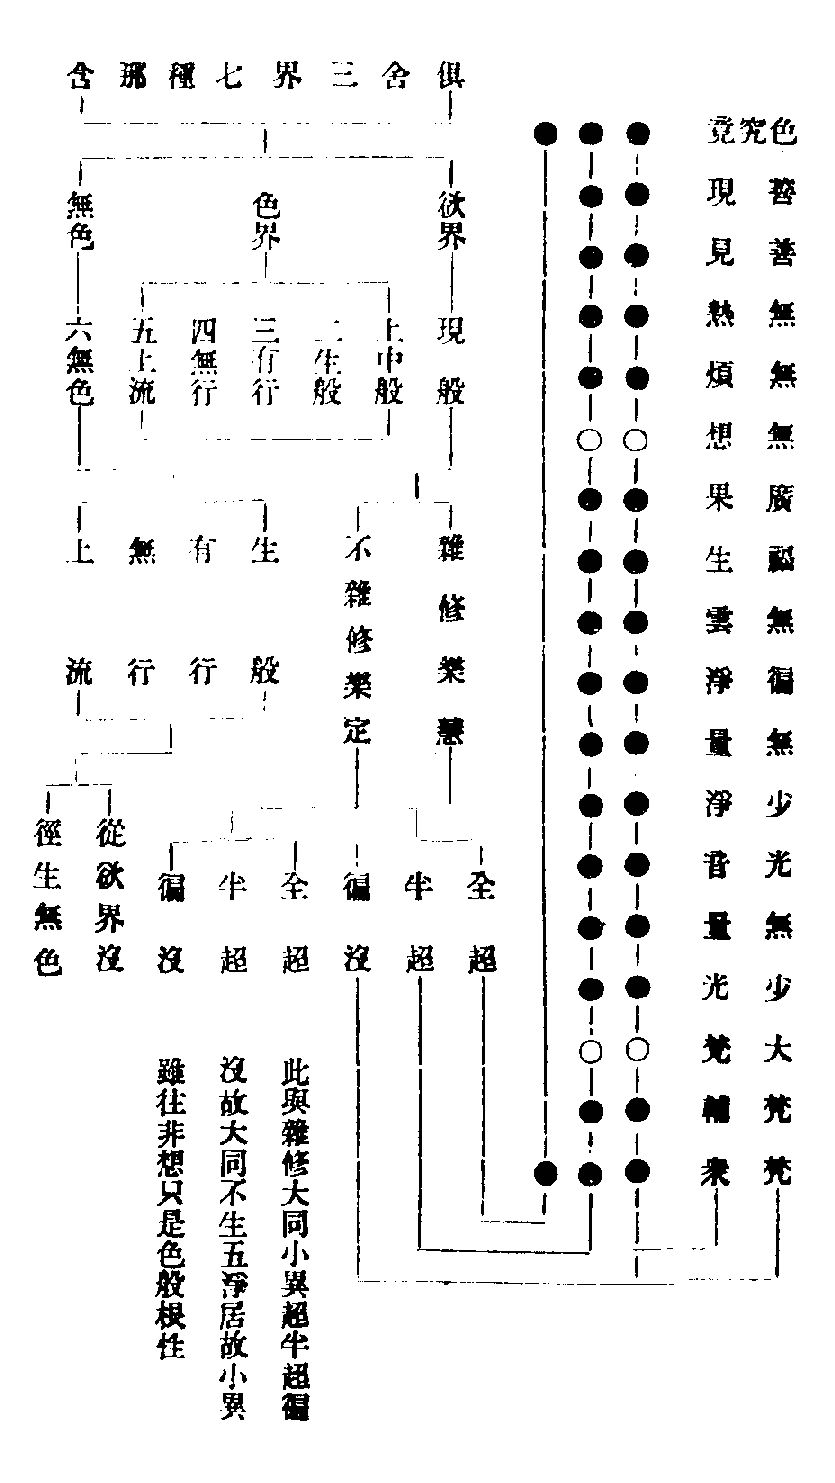 色究竟
善現
善見
無熱
無煩
無想
廣果
福生
無雲
徧淨
無量
少淨
光音
無量
少光
大梵
梵輔
梵衆
俱舍三界七種那含
欲界
色界
無色
現般
一中般
二生般
三有行
四無行
五上流
六無色
雜修樂慧
不雜修樂定
生般
有行
無行
上流
全超
半超
徧沒
全超
半超
徧沒
從欲界沒
徑生無色
此與雜修大同小異超半超徧
沒故大同不生五淨居故小異
雖往非想只是色般根性